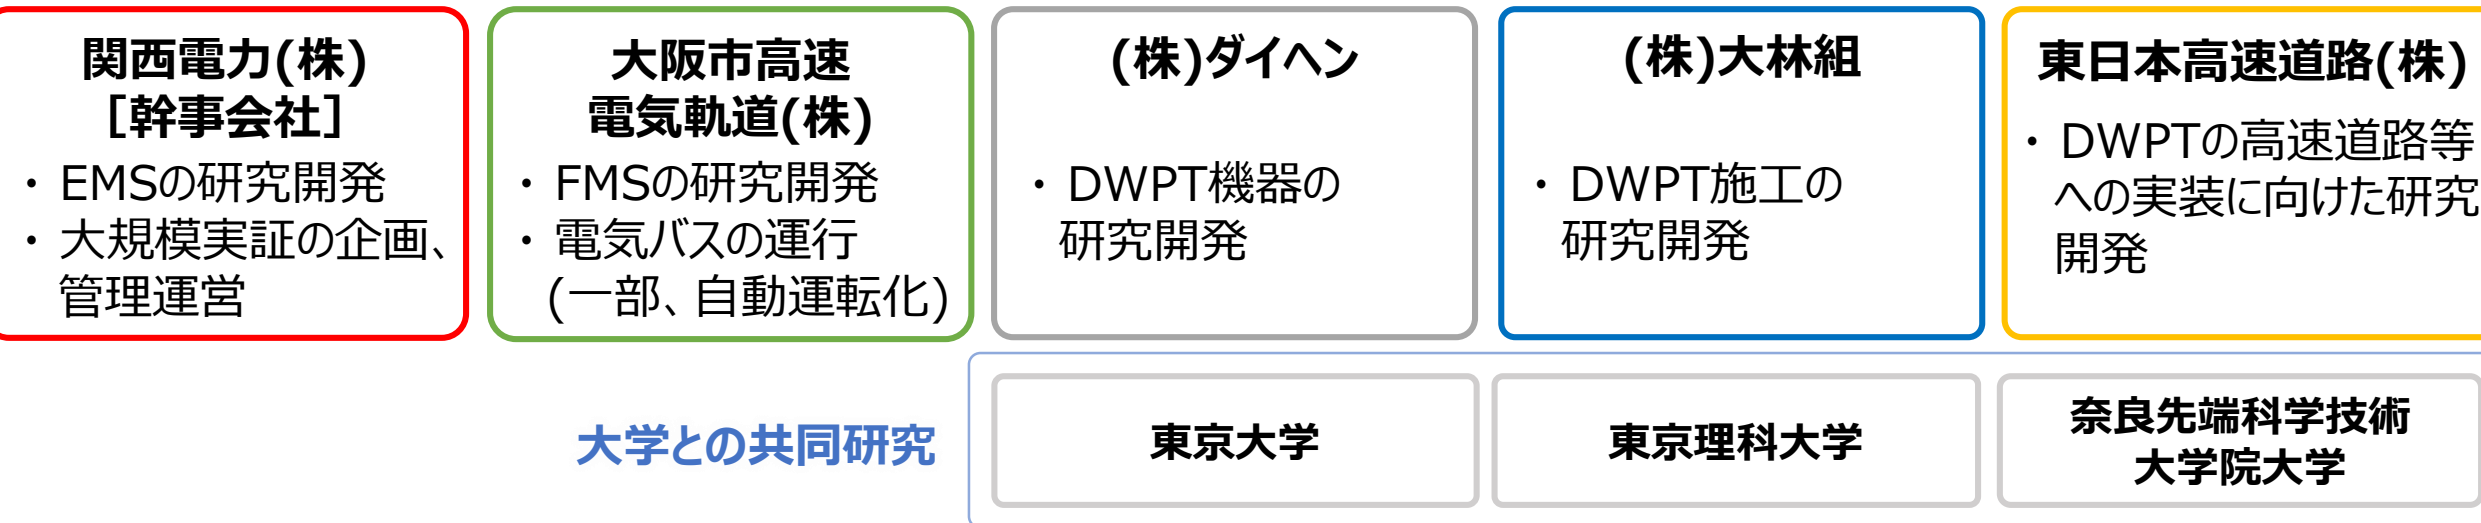 関西電力(株)
［幹事会社］
・ EMSの研究開発
・ 大規模実証の企画、
管理運営
大阪市高速
電気軌道(株)
・ FMSの研究開発
・ 電気バスの運行
(一部、自動運転化)
(株)ダイヘン
・ DWPT機器の
研究開発
(株)大林組
・ DWPT施工の
研究開発
東日本高速道路(株)
・ DWPTの高速道路等
への実装に向けた研究
開発
大学との共同研究
東京大学
東京理科大学
奈良先端科学技術
大学院大学